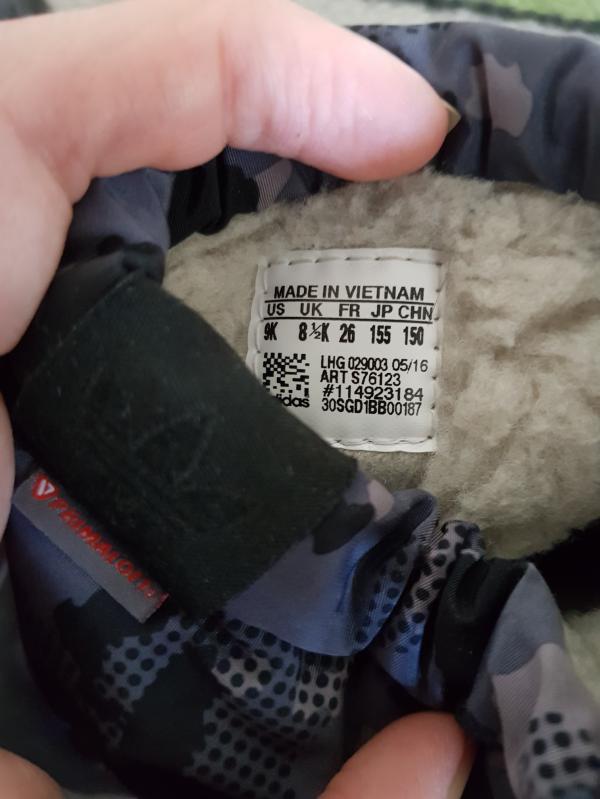 MADE IN VIETNAM
US UK FR JP CHN
9K 8½K 26 155 150
LHG 029003 05/16
ART S76123
#114923184
adidas 30SGD1BB00187
PRIMALOFT